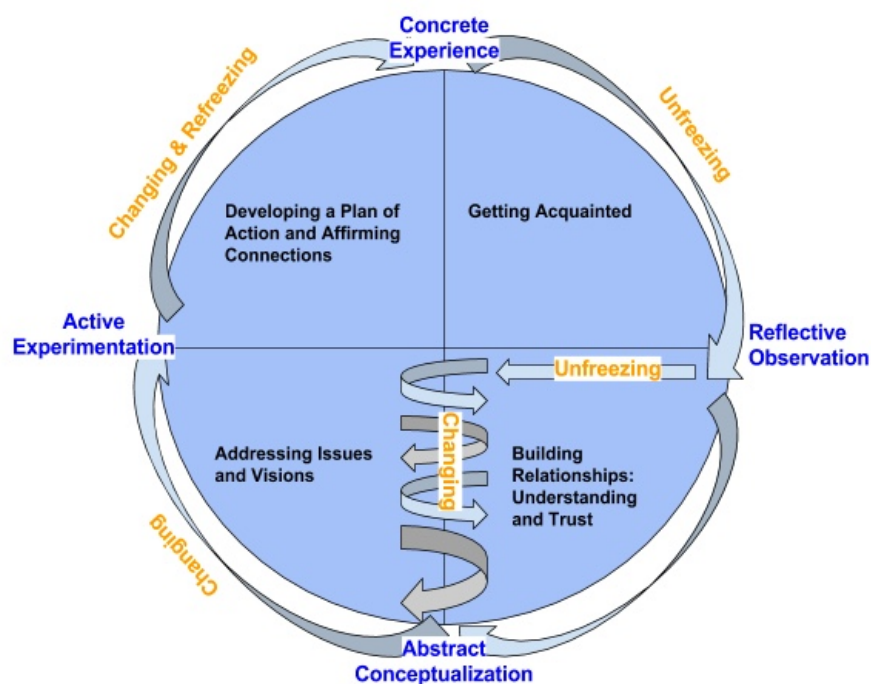 Concrete
Experience
Changing & Refreezing
Unfreezing
Developing a Plan of
Action and Affirming
Connections
Getting Acquainted
Active
Experimentation
Reflective
Observation
Unfreezing
Changing
Addressing Issues
and Visions
Building
Relationships:
Understanding
and Trust
Changing
Abstract
Conceptualization